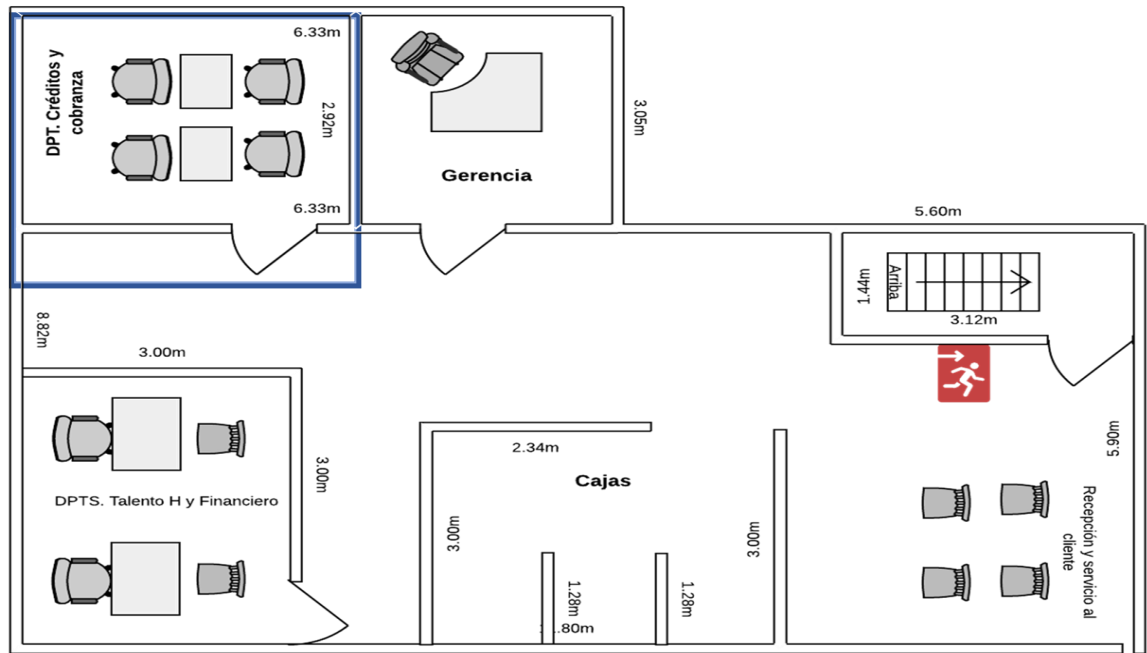 6.33m
DPT. Créditos y
cobranza
2.92m
6.33m
Gerencia
3.05m
5.60m
Arriba
1.44m
3.12m
8.82m
3.00m
3.00m
DPTS. Talento H y Financiero
2.34m
Cajas
3.00m
3.00m
1.28m
1.28m
.80m
5.90m
Recepción y servicio al
cliente